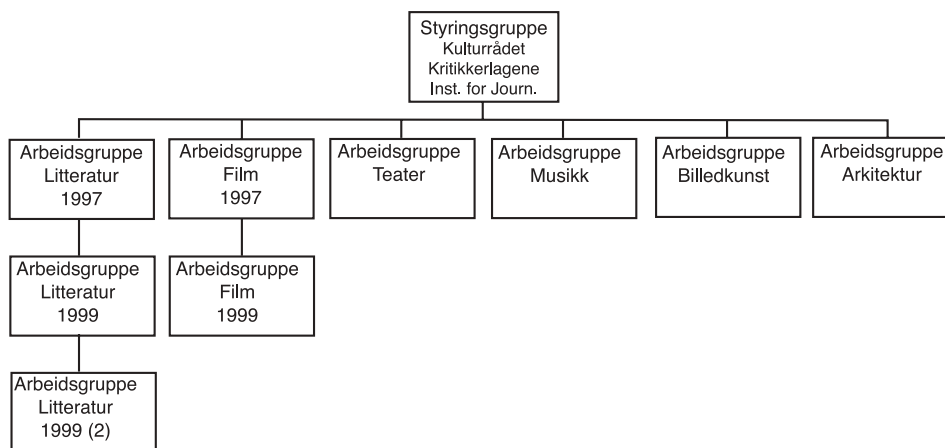 Styringsgruppe
Kulturrådet
Kritikkerlagene
Inst. for Journ.
Arbeidsgruppe
Litteratur
1997
Arbeidsgruppe
Film
1997
Arbeidsgruppe
Teater
Arbeidsgruppe
Musikk
Arbeidsgruppe
Billedkunst
Arbeidsgruppe
Arkitektur
Arbeidsgruppe
Litteratur
1999
Arbeidsgruppe
Film
1999
Arbeidsgruppe
Litteratur
1999 (2)